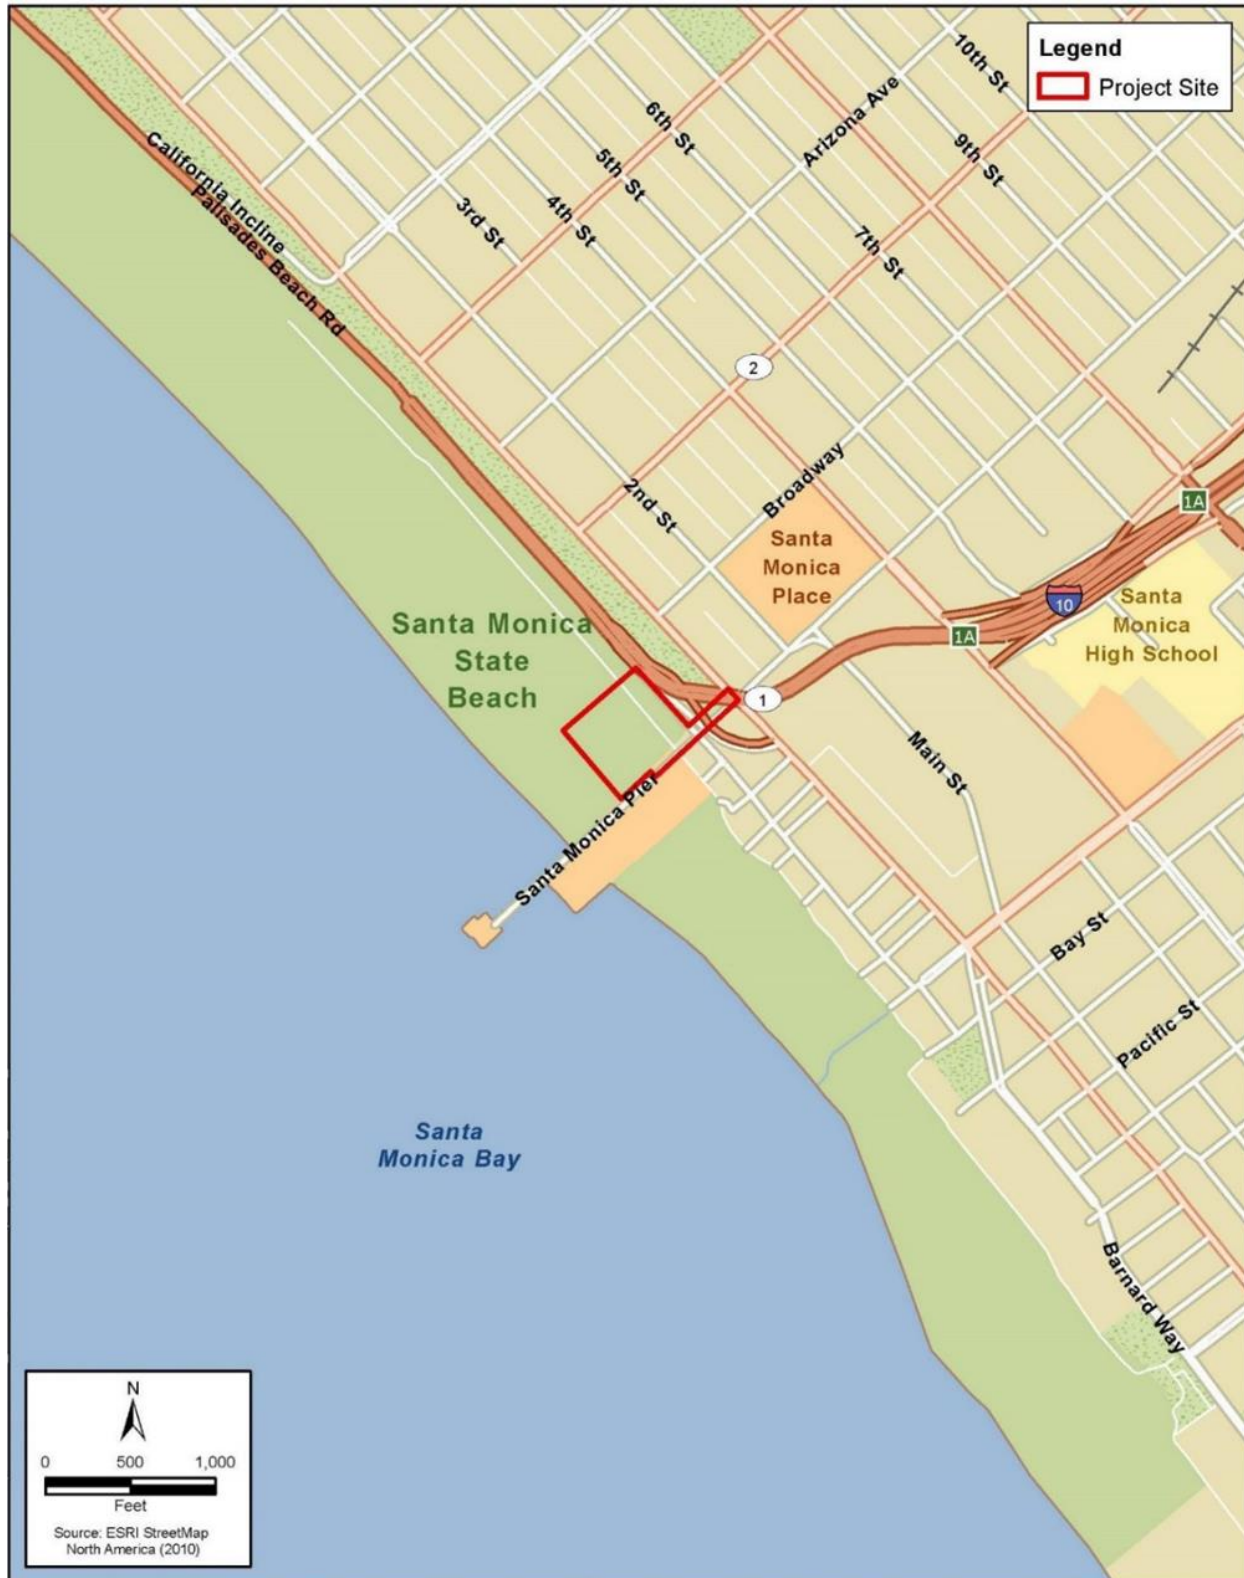 Legend
Project Site
10th St
Arizona Ave
6th St
9th St
5th St
California Incline
Palisades Beach Rd
4th St
3rd St
7th St
2
2nd St
Broadway
1A
Santa
Monica
Place
10
Santa
Monica
High School
Santa Monica
State
Beach
1A
1
Main St
Santa Monica Pier
Bay St
Pacific St
Santa
Monica Bay
Barnard Way
N
0 500 1,000
Feet
Source: ESRI StreetMap
North America (2010)